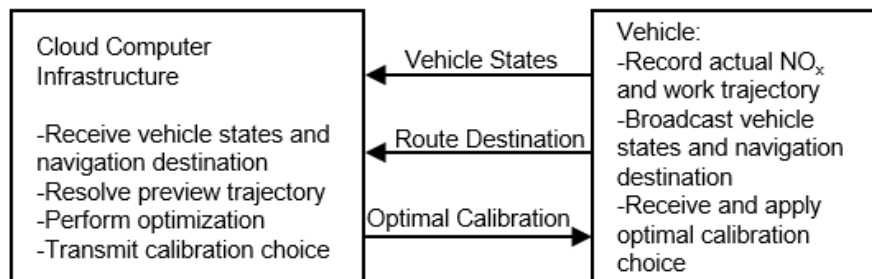 Cloud Computer
Infrastructure
-Receive vehicle states and
navigation destination
-Resolve preview trajectory
-Perform optimization
-Transmit calibration choice
Vehicle States
Route Destination
Optimal Calibration
Vehicle:
-Record actual NOₓ
and work trajectory
-Broadcast vehicle
states and navigation
destination
-Receive and apply
optimal calibration
choice